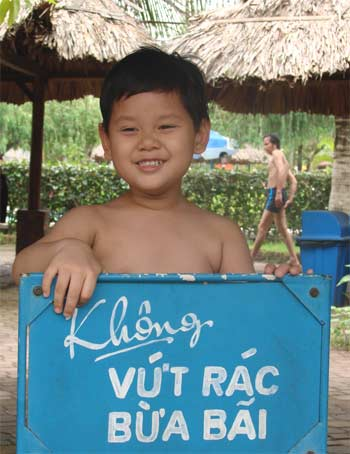 Không
VỨT RÁC
BỪA BÃI